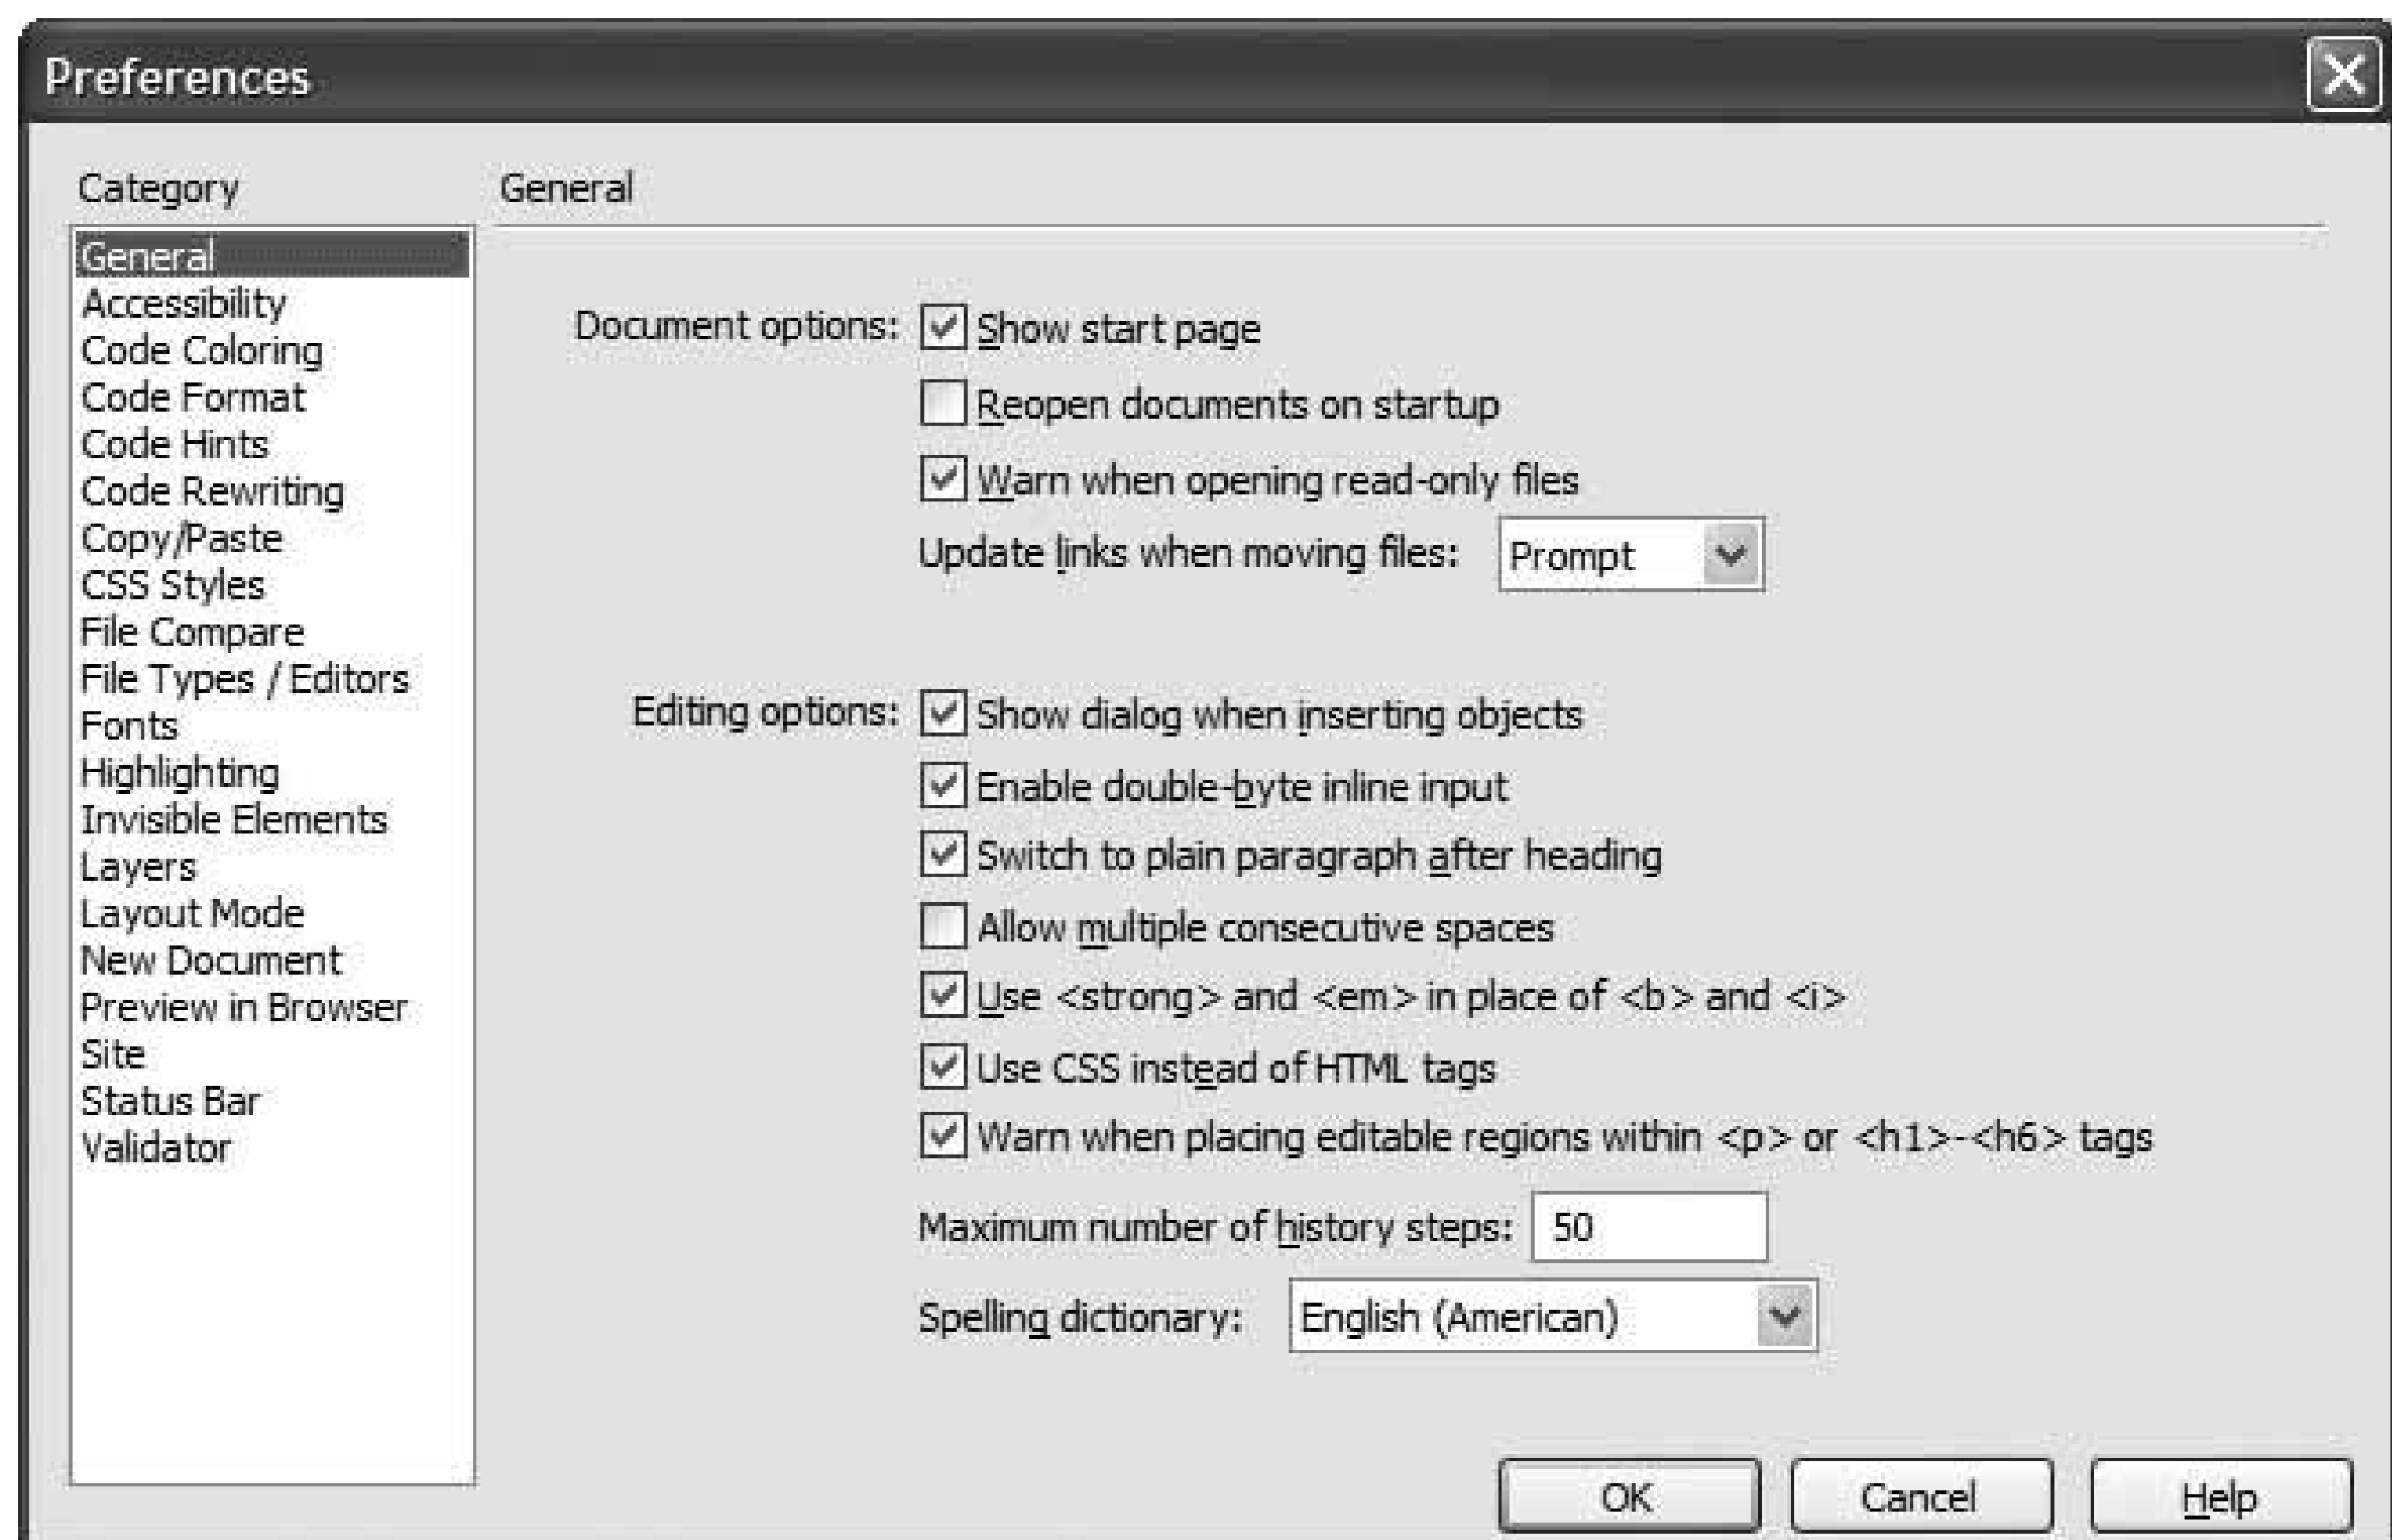 Preferences
Category
General
Accessibility
Code Coloring
Code Format
Code Hints
Code Rewriting
Copy/Paste
CSS Styles
File Compare
File Types / Editors
Fonts
Highlighting
Invisible Elements
Layers
Layout Mode
New Document
Preview in Browser
Site
Status Bar
Validator
General
Document options: Show start page
Reopen documents on startup
Warn when opening read-only files
Update links when moving files: Prompt
Editing options: Show dialog when inserting objects
Enable double-byte inline input
Switch to plain paragraph after heading
Allow multiple consecutive spaces
Use <strong> and <em> in place of <b> and <i>
Use CSS instead of HTML tags
Warn when placing editable regions within <p> or <h1>-<h6> tags
Maximum number of history steps: 50
Spelling dictionary: English (American)
OK Cancel Help